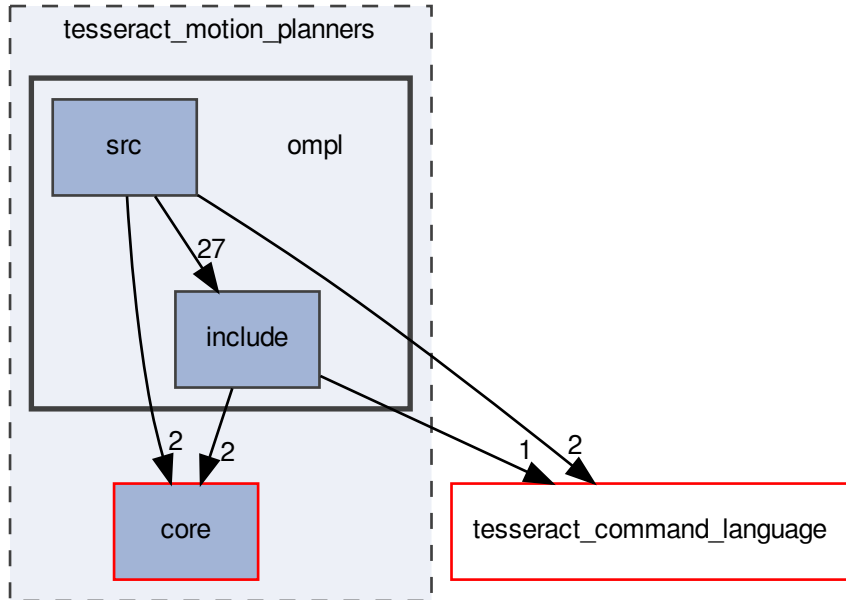 tesseract_motion_planners
src
ompl
27
include
2
2
1
2
core
tesseract_command_language